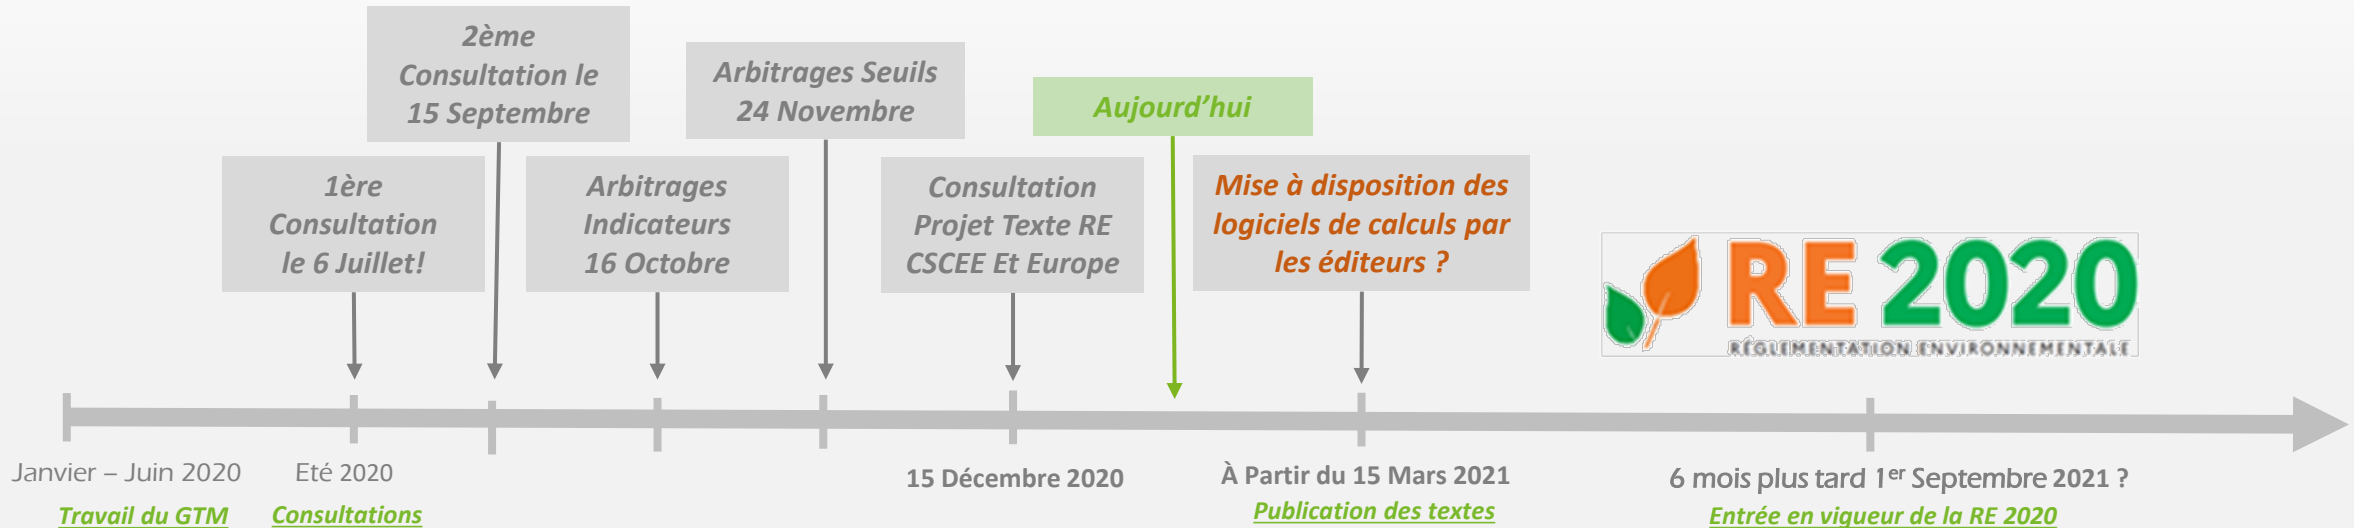 2ème
Consultation le
15 Septembre
Arbitrages Seuils
24 Novembre
Aujourd’hui
1ère
Consultation
le 6 Juillet!
Arbitrages
Indicateurs
16 Octobre
Consultation
Projet Texte RE
CSCEE Et Europe
Mise à disposition des
logiciels de calculs par
les éditeurs ?
RE 2020
RÉGLEMENTATION ENVIRONNEMENTALE
Janvier – Juin 2020
Travail du GTM
Eté 2020
Consultations
15 Décembre 2020
À Partir du 15 Mars 2021
Publication des textes
6 mois plus tard 1er Septembre 2021 ?
Entrée en vigueur de la RE 2020